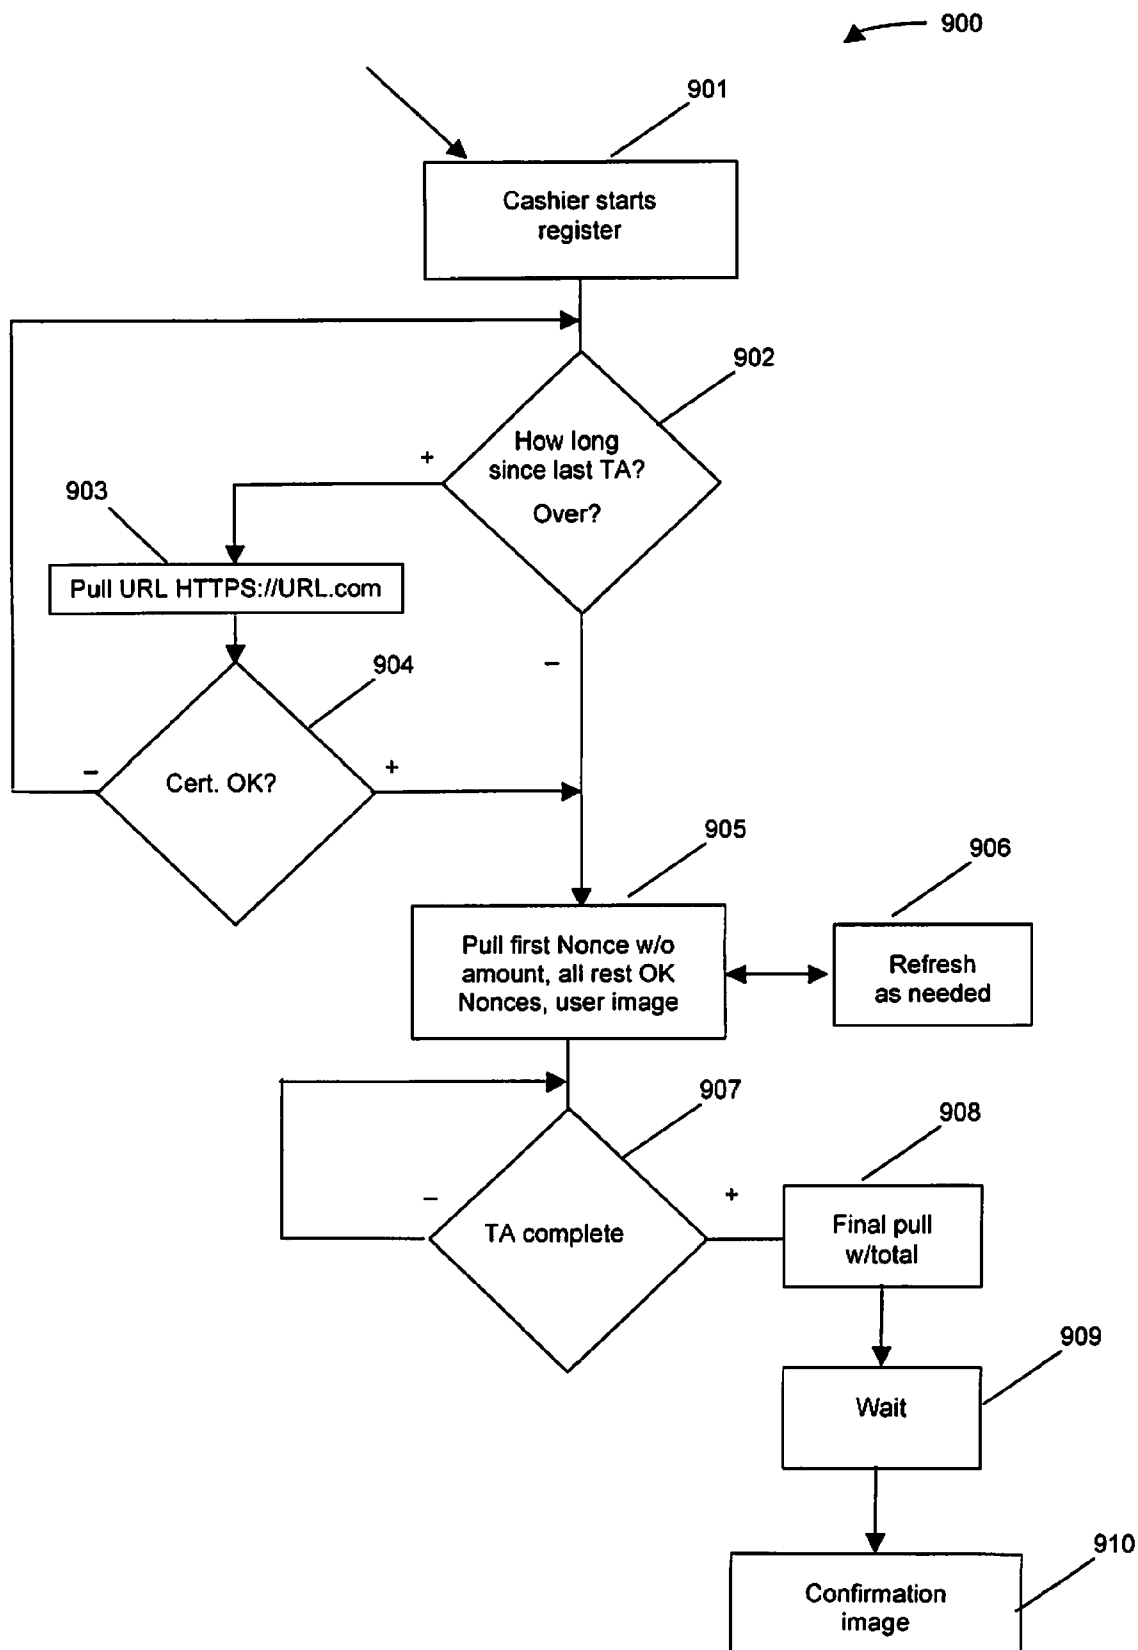 900
901
Cashier starts
register
902
How long
since last TA?
Over?
+
903
Pull URL HTTPS://URL.com
–
904
Cert. OK?
–
+
905
Pull first Nonce w/o
amount, all rest OK
Nonces, user image
906
Refresh
as needed
907
TA complete
–
+
908
Final pull
w/total
909
Wait
910
Confirmation
image